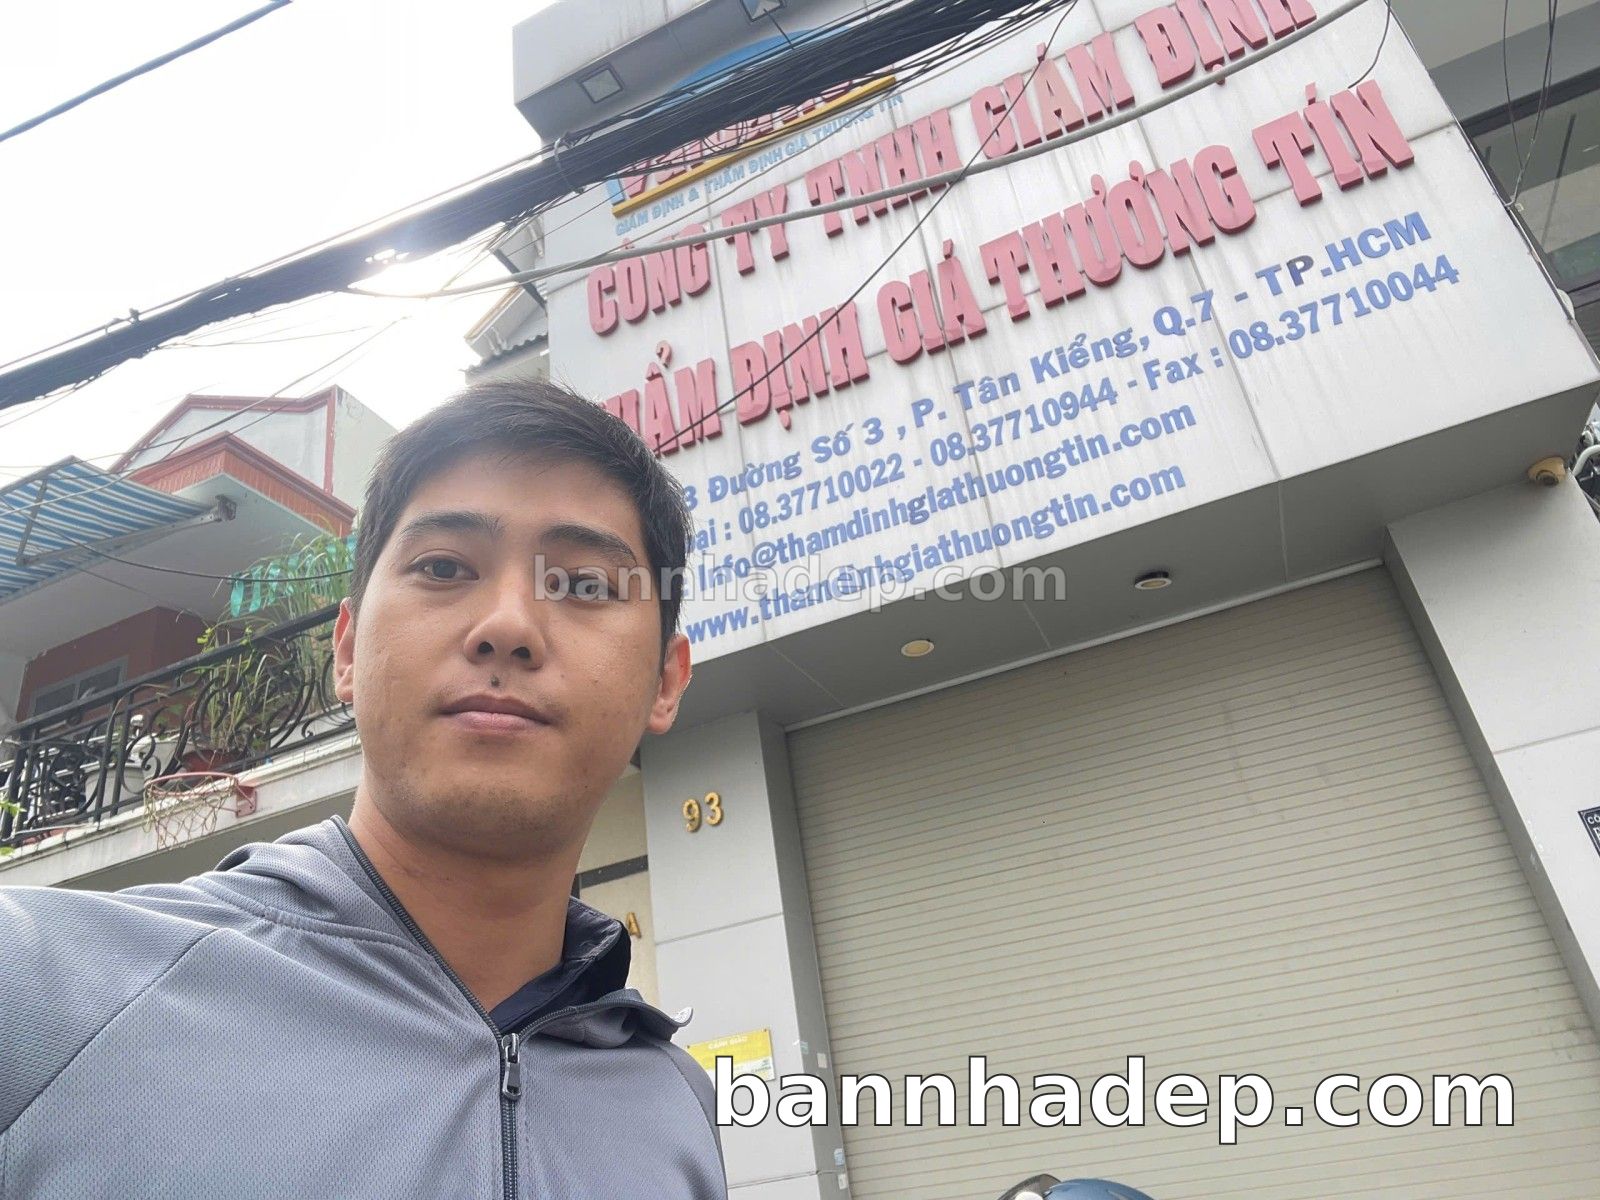 GIÁM ĐỊNH & THẨM ĐỊNH GIÁ THƯƠNG TÍN
CÔNG TY TNHH GIÁM ĐỊNH
THẨM ĐỊNH GIÁ THƯƠNG TÍN
3 Đường Số 3 , P. Tân Kiểng, Q.7 - TP.HCM
oại : 08.37710022 - 08.37710944 - Fax : 08.37710044
Info@thamdinhgiathuongtin.com
www.thamdinhgiathuongtin.com
bannhadep.com
93
A
bannhadep.com